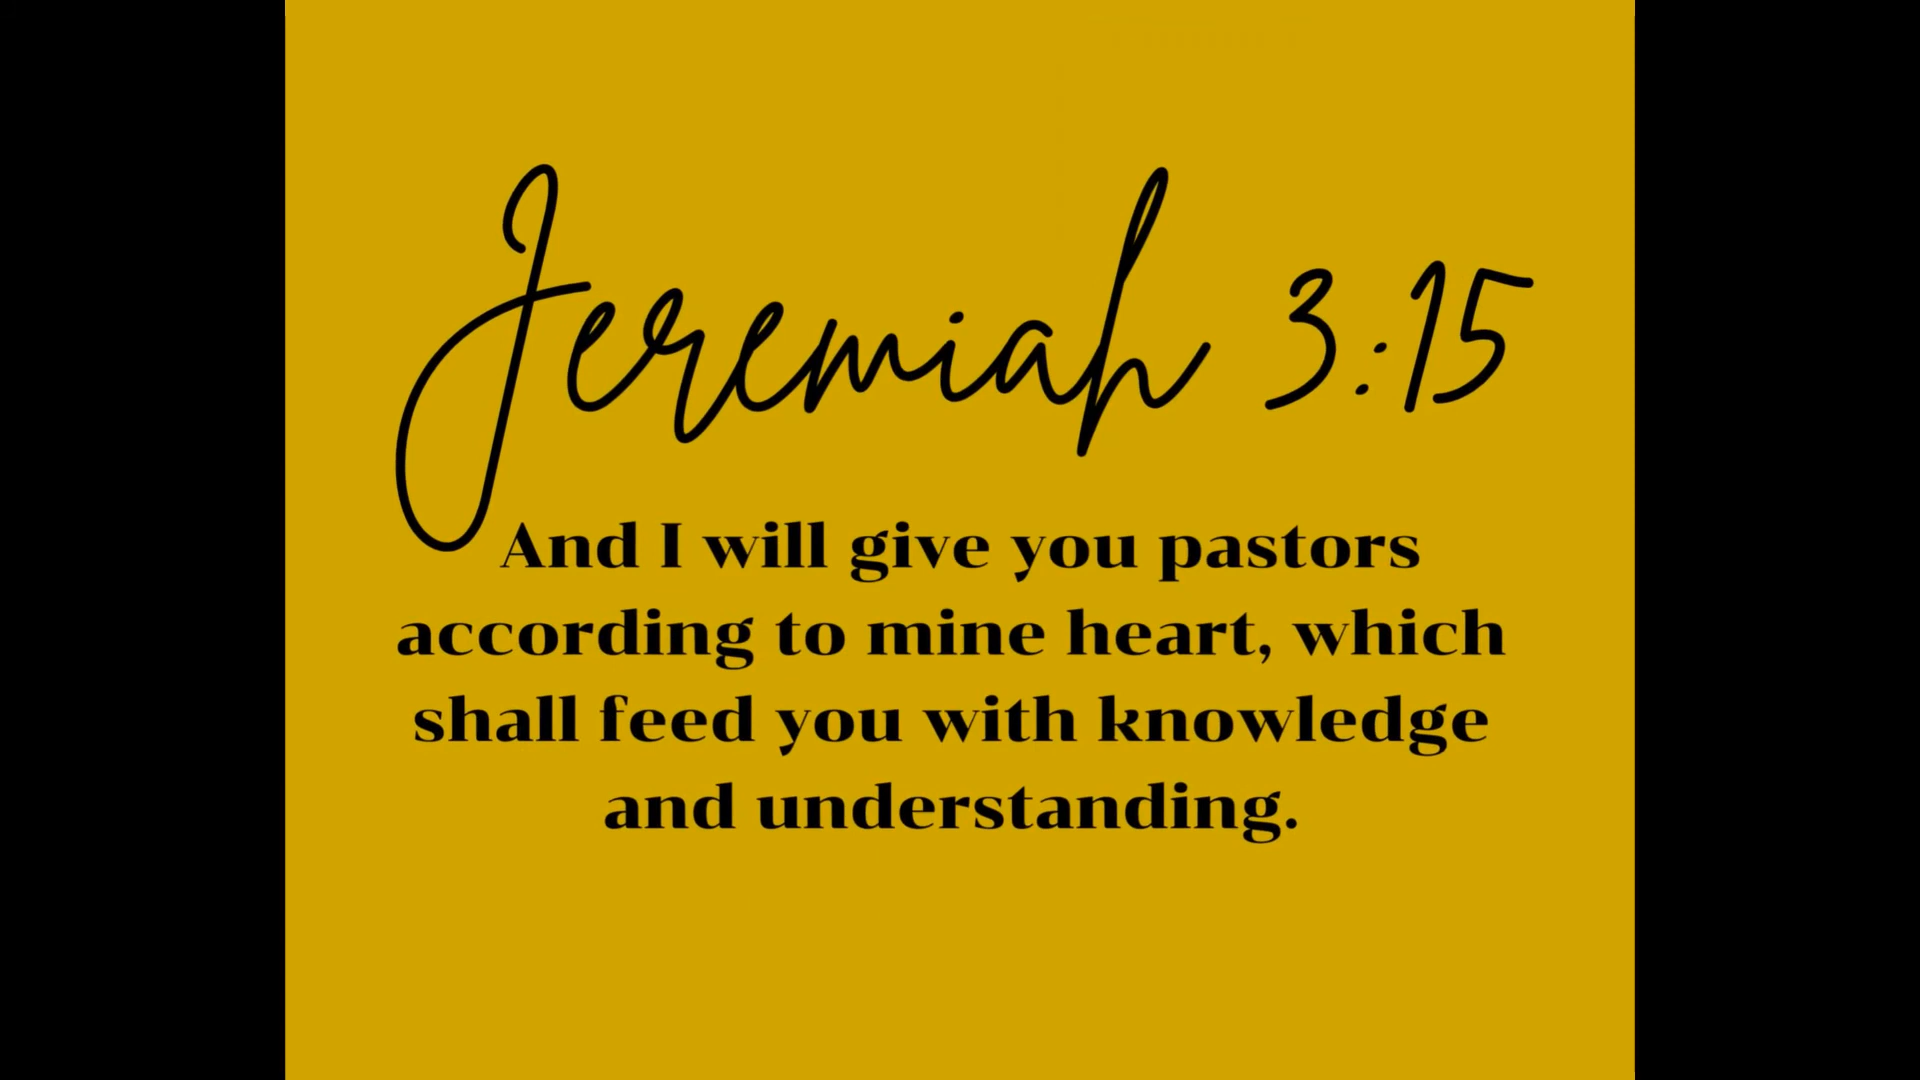 Jeremiah 3:15
And I will give you pastors
according to mine heart, which
shall feed you with knowledge
and understanding.